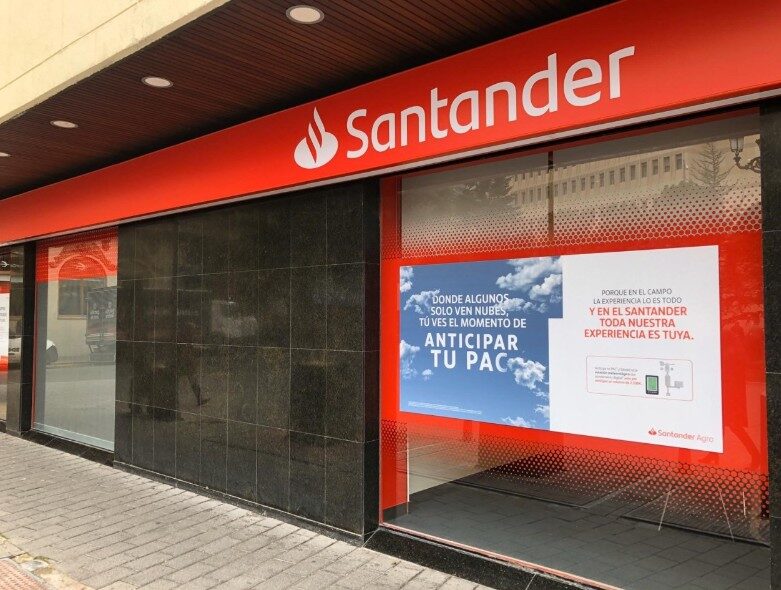 Santander
DONDE ALGUNOS
SOLO VEN NUBES,
TÚ VES EL MOMENTO DE
ANTICIPAR
TU PAC
PORQUE EN EL CAMPO
LA EXPERIENCIA LO ES TODO
Y EN EL SANTANDER
TODA NUESTRA
EXPERIENCIA ES TUYA.
Santander Agro